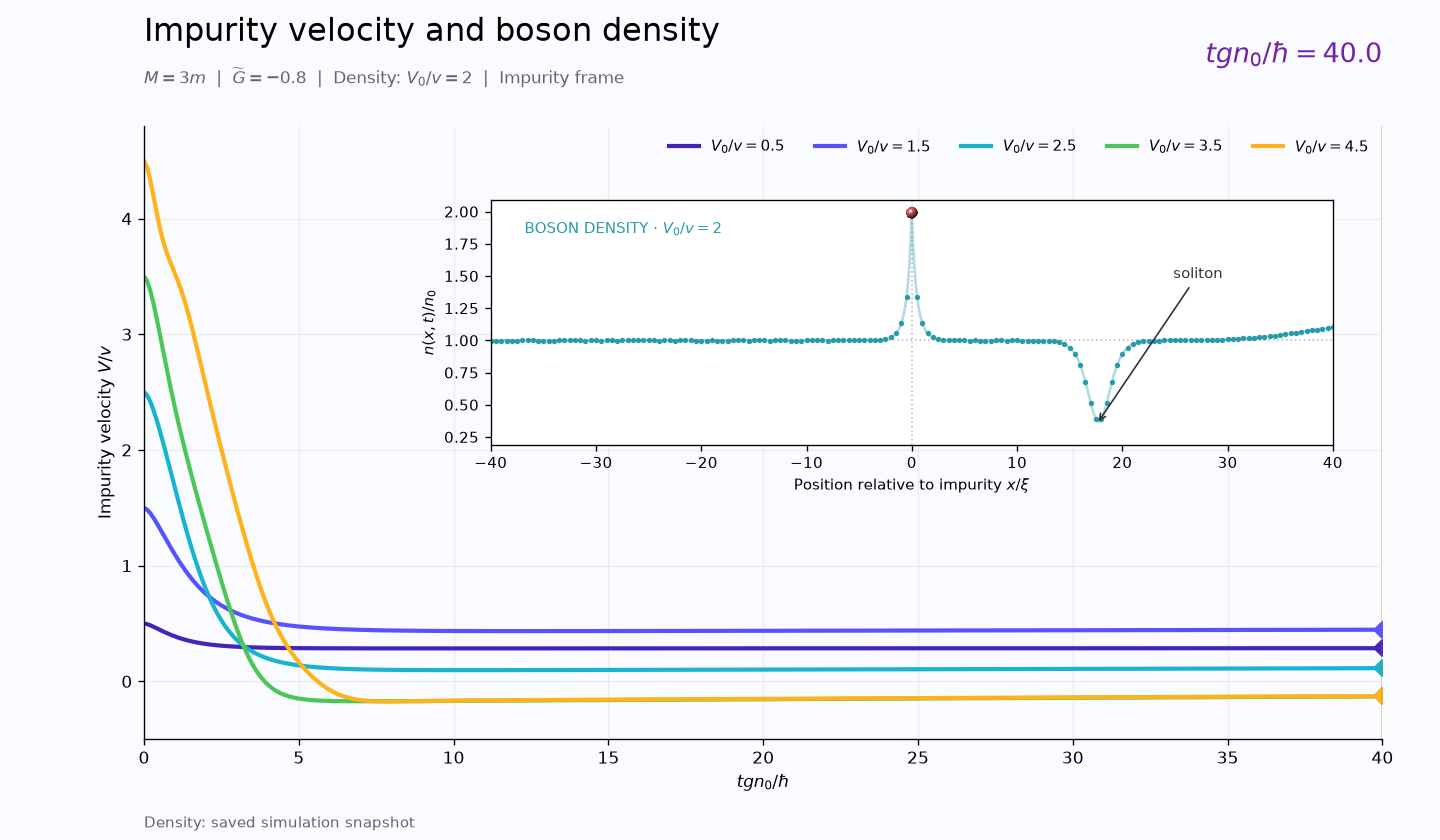 Impurity velocity and boson density
tgn₀/ħ = 40.0
M = 3m | G̃ = −0.8 | Density: V₀/v = 2 | Impurity frame
V₀/v = 0.5 V₀/v = 1.5 V₀/v = 2.5 V₀/v = 3.5 V₀/v = 4.5
Impurity velocity V/v
4
3
2
1
0
0 5 10 15 20 25 30 35 40
tgn₀/ħ
BOSON DENSITY · V₀/v = 2
soliton
n(x, t)/n₀
2.00
1.75
1.50
1.25
1.00
0.75
0.50
0.25
−40 −30 −20 −10 0 10 20 30 40
Position relative to impurity x/ξ
Density: saved simulation snapshot